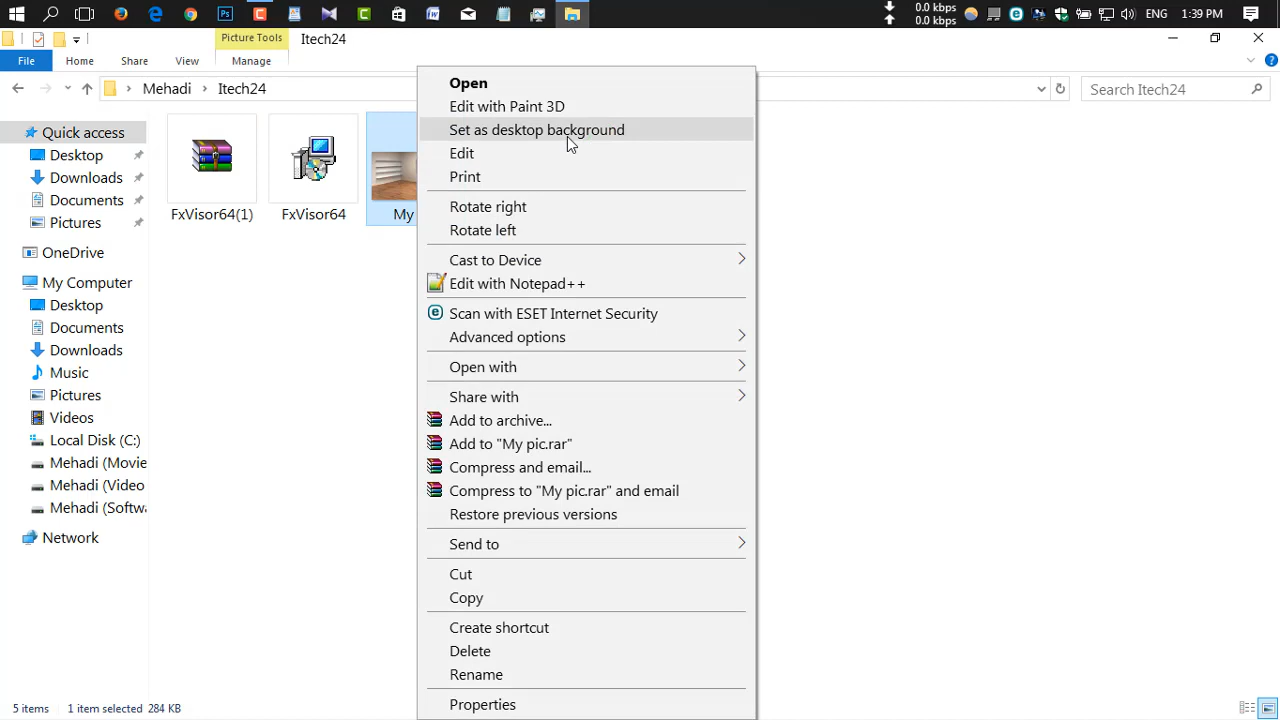 0.0 kbps
0.0 kbps
ENG
1:39 PM
Picture Tools
Itech24
File
Home
Share
View
Manage
Mehadi
Itech24
Search Itech24
Quick access
Desktop
Downloads
Documents
Pictures
OneDrive
My Computer
Desktop
Documents
Downloads
Music
Pictures
Videos
Local Disk (C:)
Mehadi (Movie
Mehadi (Video
Mehadi (Softw
Network
FxVisor64(1)
FxVisor64
My
Open
Edit with Paint 3D
Set as desktop background
Edit
Print
Rotate right
Rotate left
Cast to Device
Edit with Notepad++
Scan with ESET Internet Security
Advanced options
Open with
Share with
Add to archive...
Add to "My pic.rar"
Compress and email...
Compress to "My pic.rar" and email
Restore previous versions
Send to
Cut
Copy
Create shortcut
Delete
Rename
Properties
5 items
1 item selected 284 KB